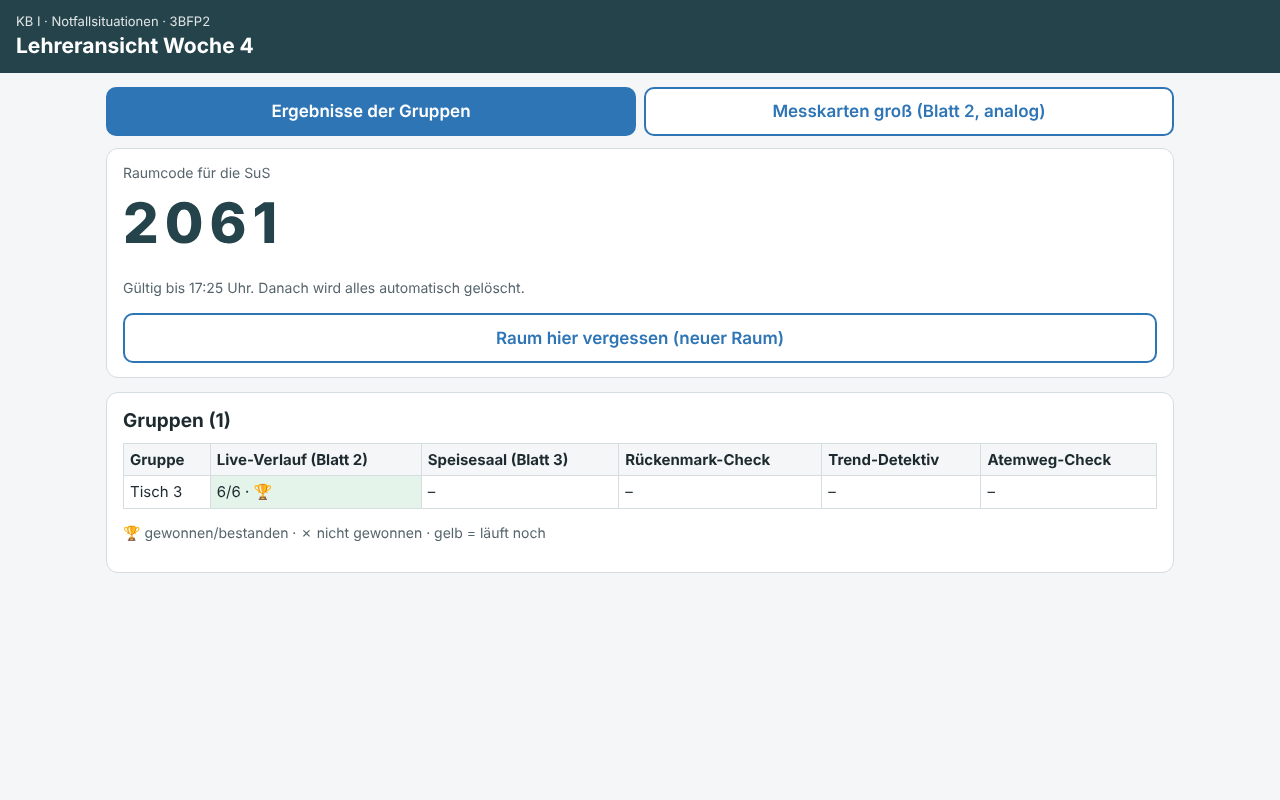 KB I · Notfallsituationen · 3BFP2
Lehreransicht Woche 4
Ergebnisse der Gruppen
Messkarten groß (Blatt 2, analog)
Raumcode für die SuS
2061
Gültig bis 17:25 Uhr. Danach wird alles automatisch gelöscht.
Raum hier vergessen (neuer Raum)
Gruppen (1)
Gruppe Live-Verlauf (Blatt 2) Speisesaal (Blatt 3) Rückenmark-Check Trend-Detektiv Atemweg-Check
Tisch 3 6/6 · 🏆 – – – –
🏆 gewonnen/bestanden · × nicht gewonnen · gelb = läuft noch